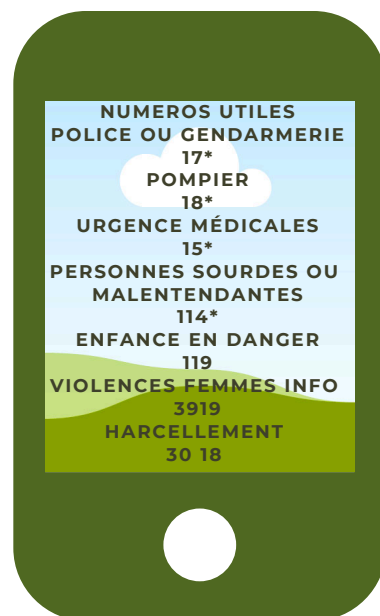 NUMEROS UTILES
POLICE OU GENDARMERIE
17*
POMPIER
18*
URGENCE MÉDICALES
15*
PERSONNES SOURDES OU
MALENTENDANTES
114*
ENFANCE EN DANGER
119
VIOLENCES FEMMES INFO
3919
HARCELLEMENT
30 18